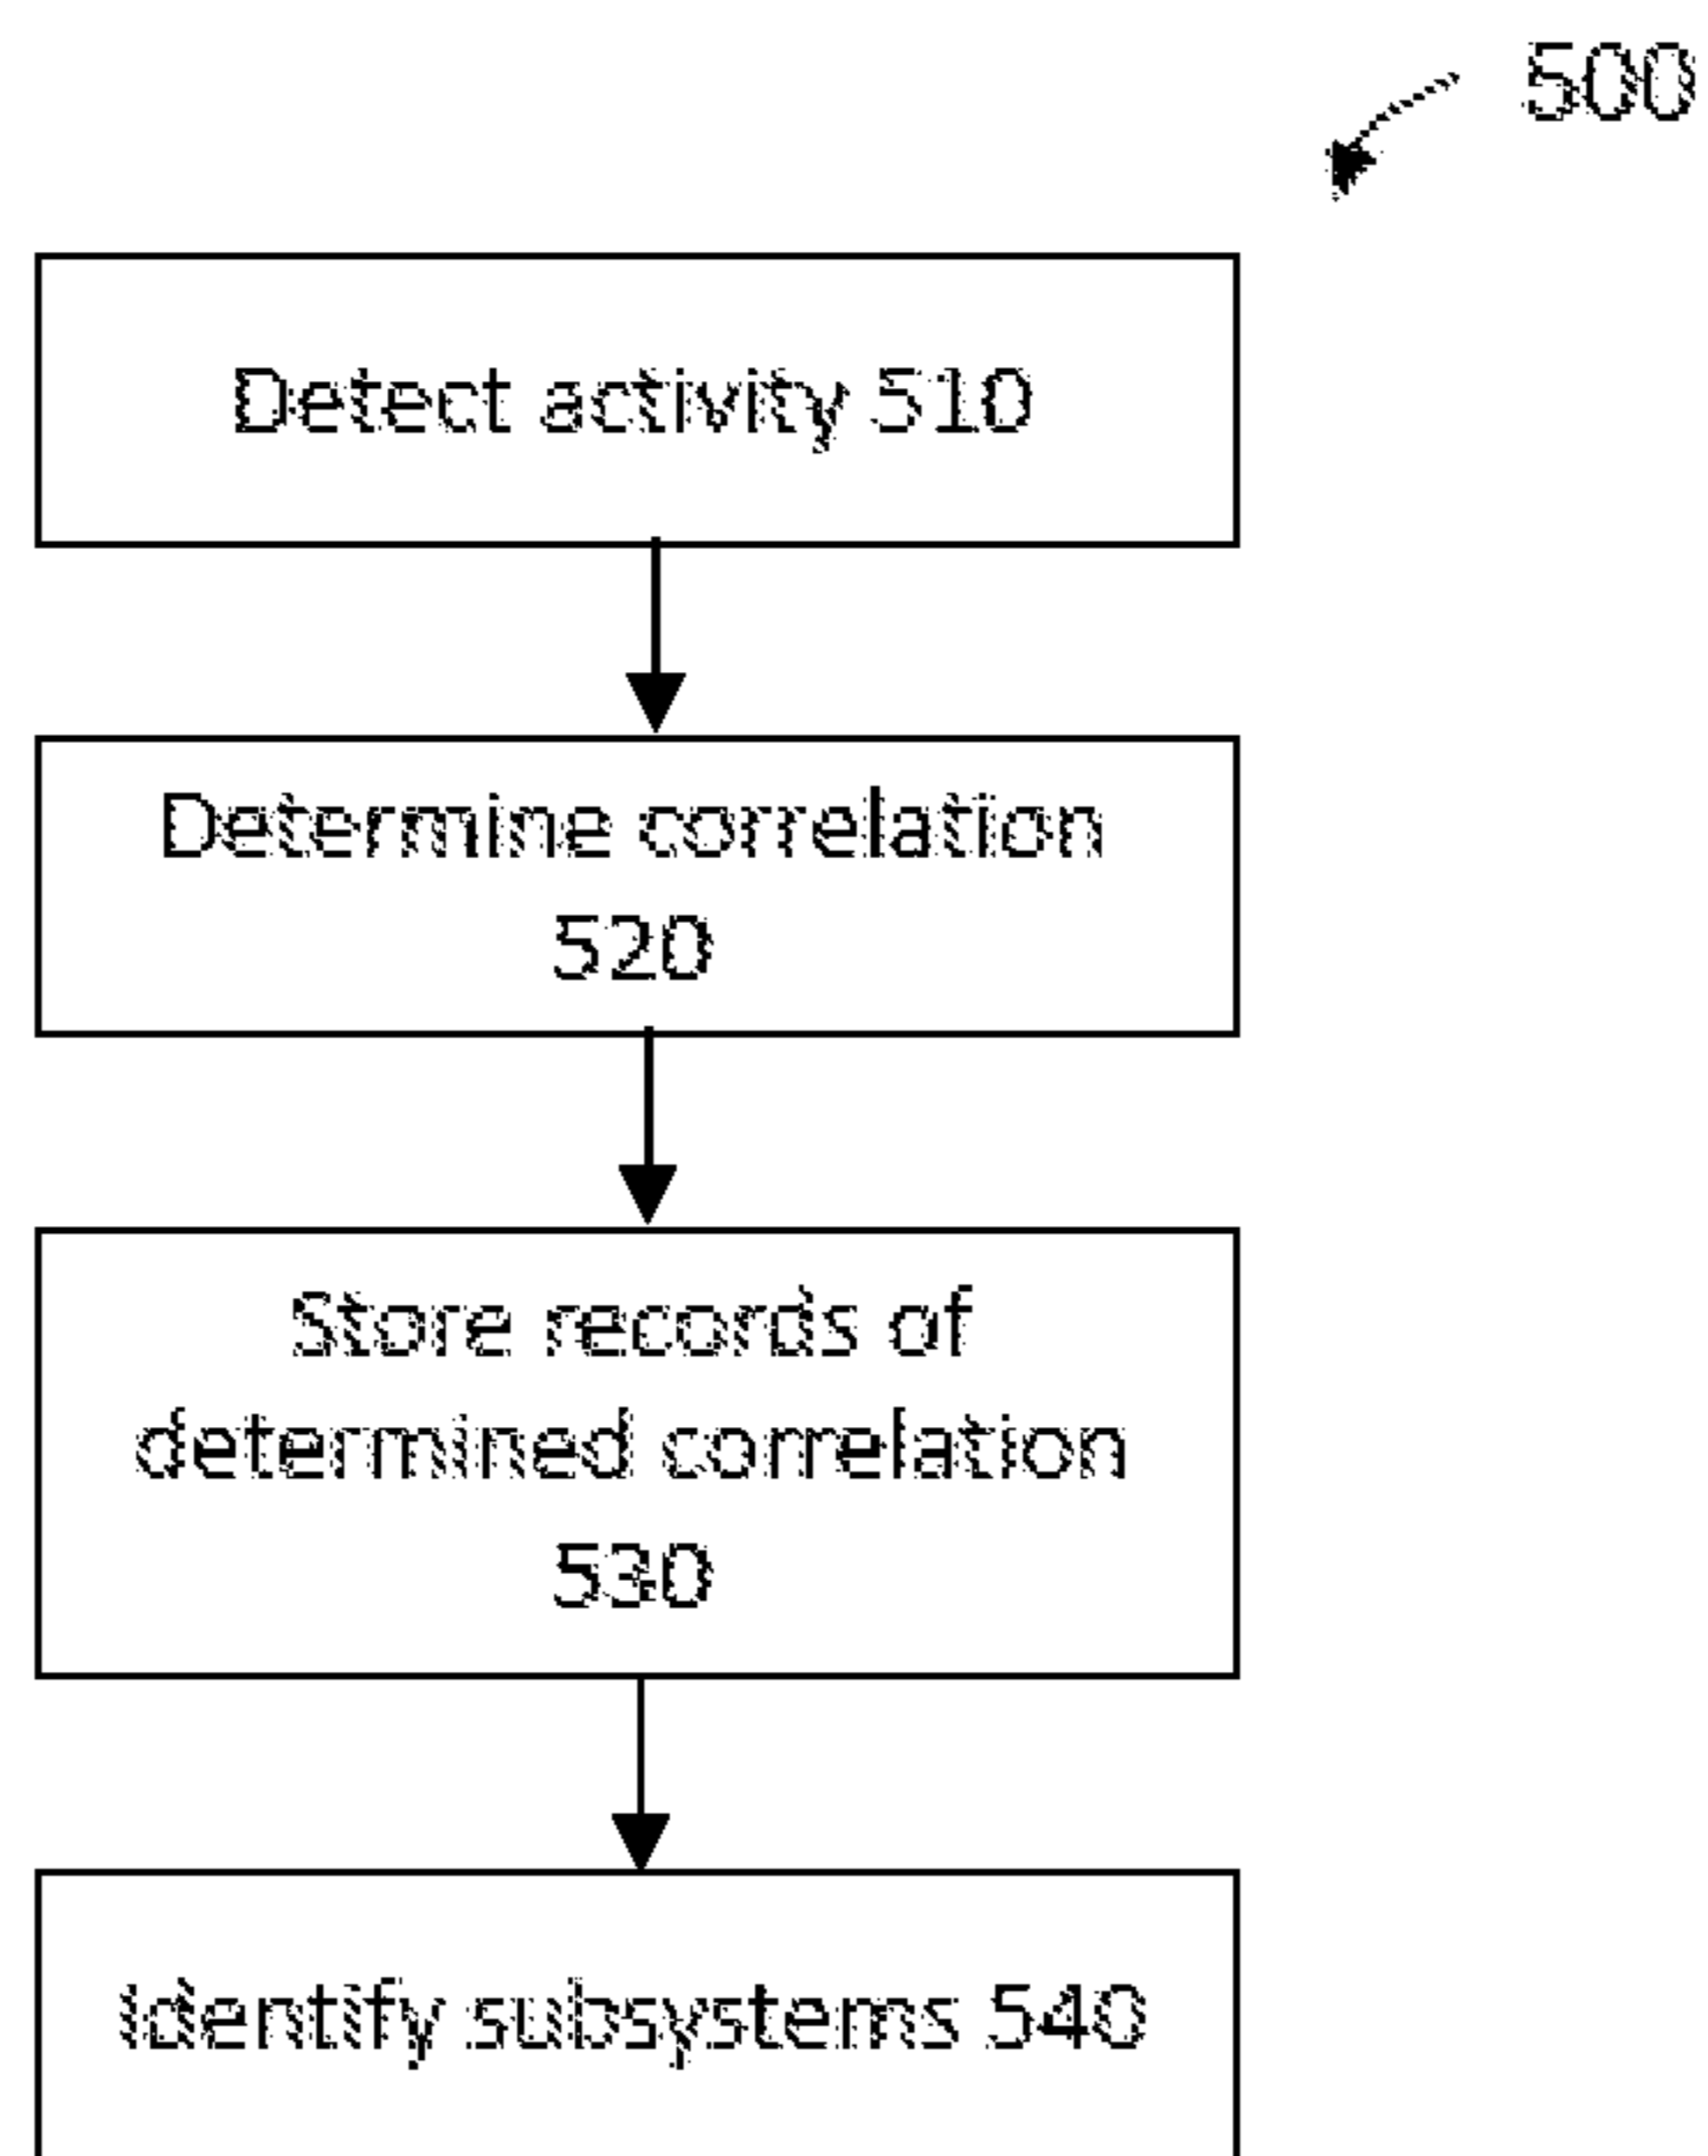 500
Detect activity 510
Determine correlation
520
Store records of
determined correlation
530
Identify subsystems 540